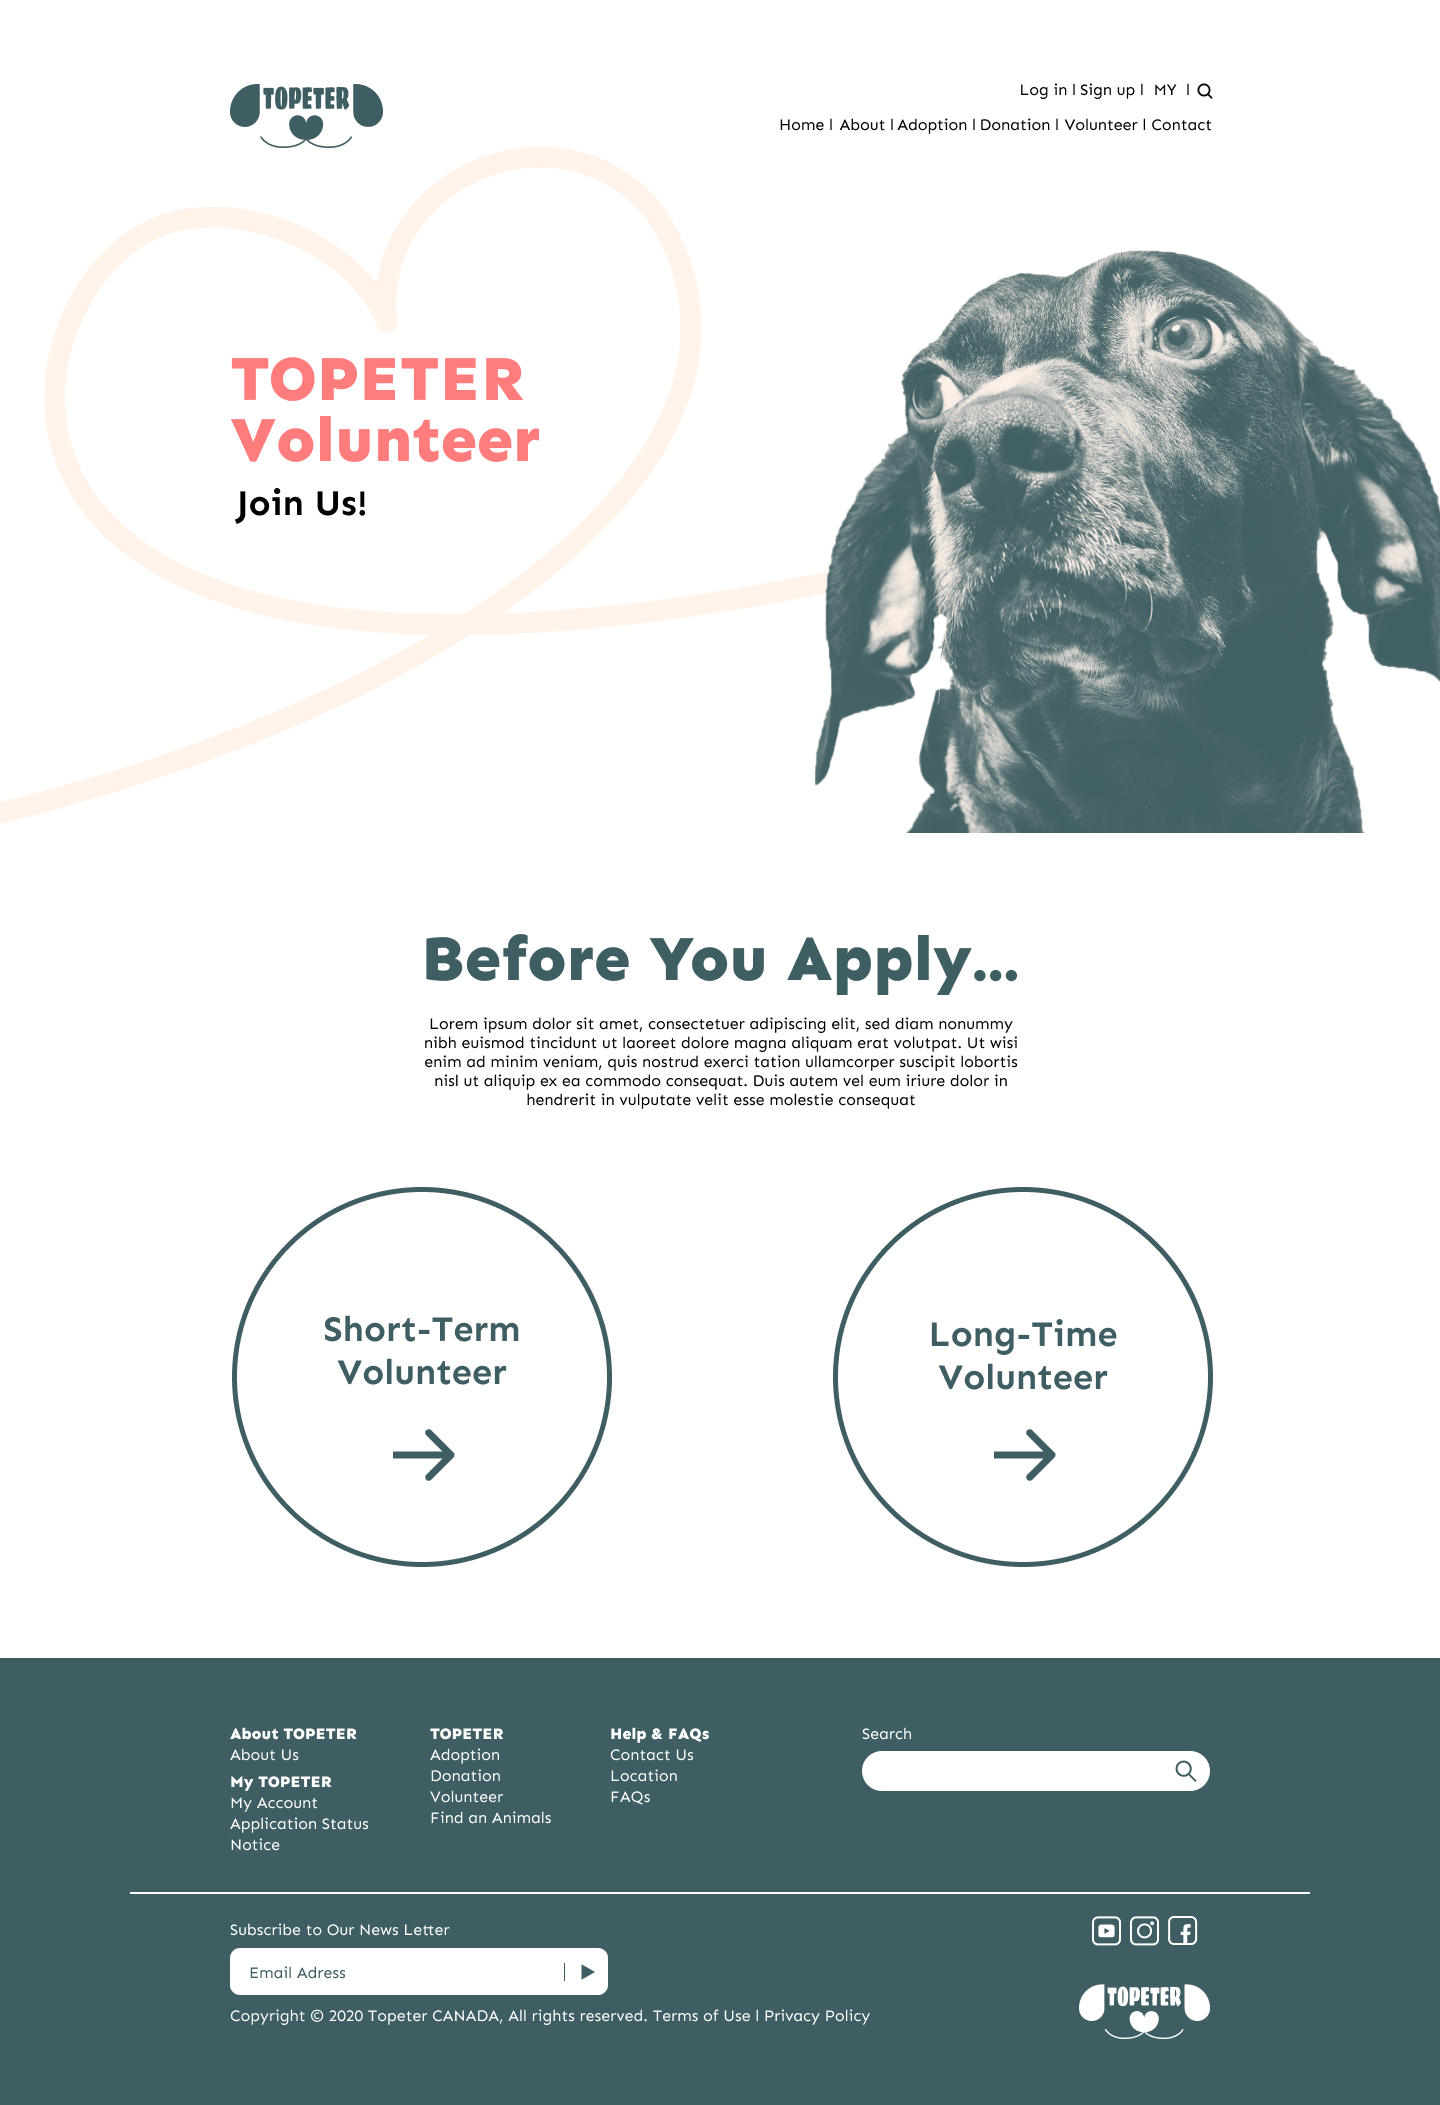 TOPETER
Log in | Sign up | MY |
Home | About | Adoption | Donation | Volunteer | Contact
TOPETER
Volunteer
Join Us!
Before You Apply...
Lorem ipsum dolor sit amet, consectetuer adipiscing elit, sed diam nonummy
nibh euismod tincidunt ut laoreet dolore magna aliquam erat volutpat. Ut wisi
enim ad minim veniam, quis nostrud exerci tation ullamcorper suscipit lobortis
nisl ut aliquip ex ea commodo consequat. Duis autem vel eum iriure dolor in
hendrerit in vulputate velit esse molestie consequat
Short-Term
Volunteer
Long-Time
Volunteer
About TOPETER
About Us
My TOPETER
My Account
Application Status
Notice
TOPETER
Adoption
Donation
Volunteer
Find an Animals
Help & FAQs
Contact Us
Location
FAQs
Search
Subscribe to Our News Letter
Email Adress
Copyright © 2020 Topeter CANADA, All rights reserved. Terms of Use | Privacy Policy
TOPETER